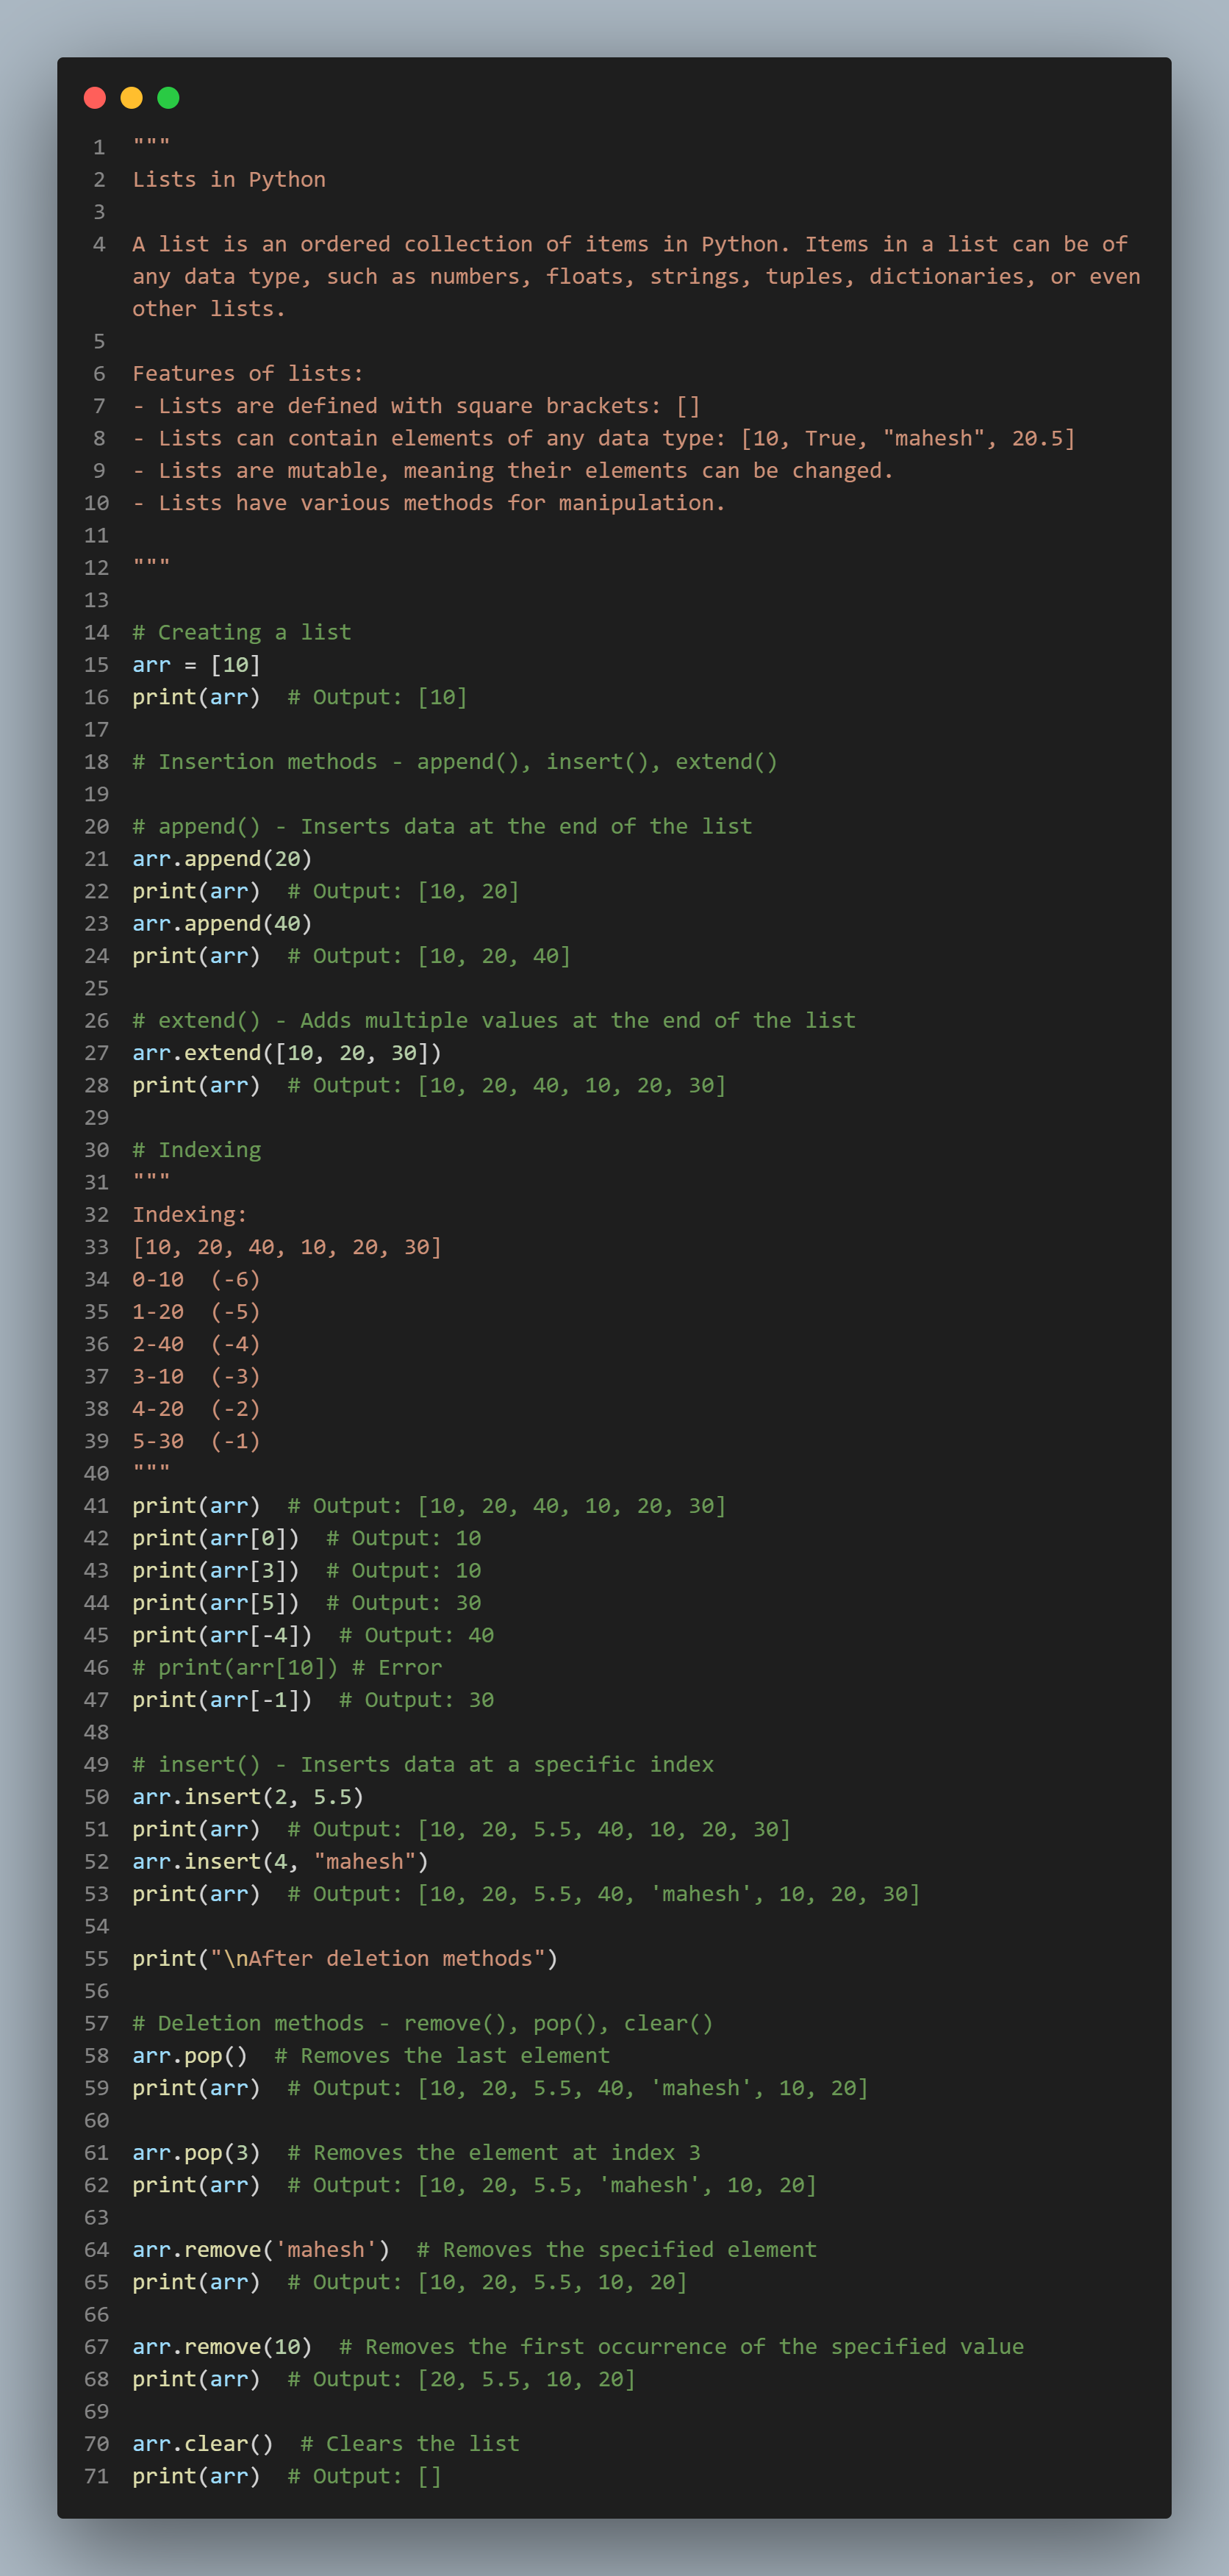 1 """
2 Lists in Python
3
4 A list is an ordered collection of items in Python. Items in a list can be of
any data type, such as numbers, floats, strings, tuples, dictionaries, or even
other lists.
5
6 Features of lists:
7 - Lists are defined with square brackets: []
8 - Lists can contain elements of any data type: [10, True, "mahesh", 20.5]
9 - Lists are mutable, meaning their elements can be changed.
10 - Lists have various methods for manipulation.
11
12 """
13
14 # Creating a list
15 arr = [10]
16 print(arr)  # Output: [10]
17
18 # Insertion methods - append(), insert(), extend()
19
20 # append() - Inserts data at the end of the list
21 arr.append(20)
22 print(arr)  # Output: [10, 20]
23 arr.append(40)
24 print(arr)  # Output: [10, 20, 40]
25
26 # extend() - Adds multiple values at the end of the list
27 arr.extend([10, 20, 30])
28 print(arr)  # Output: [10, 20, 40, 10, 20, 30]
29
30 # Indexing
31 """
32 Indexing:
33 [10, 20, 40, 10, 20, 30]
34 0-10  (-6)
35 1-20  (-5)
36 2-40  (-4)
37 3-10  (-3)
38 4-20  (-2)
39 5-30  (-1)
40 """
41 print(arr)  # Output: [10, 20, 40, 10, 20, 30]
42 print(arr[0])  # Output: 10
43 print(arr[3])  # Output: 10
44 print(arr[5])  # Output: 30
45 print(arr[-4])  # Output: 40
46 # print(arr[10]) # Error
47 print(arr[-1])  # Output: 30
48
49 # insert() - Inserts data at a specific index
50 arr.insert(2, 5.5)
51 print(arr)  # Output: [10, 20, 5.5, 40, 10, 20, 30]
52 arr.insert(4, "mahesh")
53 print(arr)  # Output: [10, 20, 5.5, 40, 'mahesh', 10, 20, 30]
54
55 print("\nAfter deletion methods")
56
57 # Deletion methods - remove(), pop(), clear()
58 arr.pop()  # Removes the last element
59 print(arr)  # Output: [10, 20, 5.5, 40, 'mahesh', 10, 20]
60
61 arr.pop(3)  # Removes the element at index 3
62 print(arr)  # Output: [10, 20, 5.5, 'mahesh', 10, 20]
63
64 arr.remove('mahesh')  # Removes the specified element
65 print(arr)  # Output: [10, 20, 5.5, 10, 20]
66
67 arr.remove(10)  # Removes the first occurrence of the specified value
68 print(arr)  # Output: [20, 5.5, 10, 20]
69
70 arr.clear()  # Clears the list
71 print(arr)  # Output: []